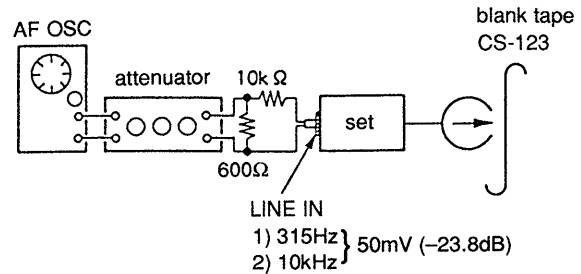 AF OSC
attenuator
10k Ω
600Ω
set
blank tape
CS-123
LINE IN
1) 315Hz
2) 10kHz
50mV (–23.8dB)